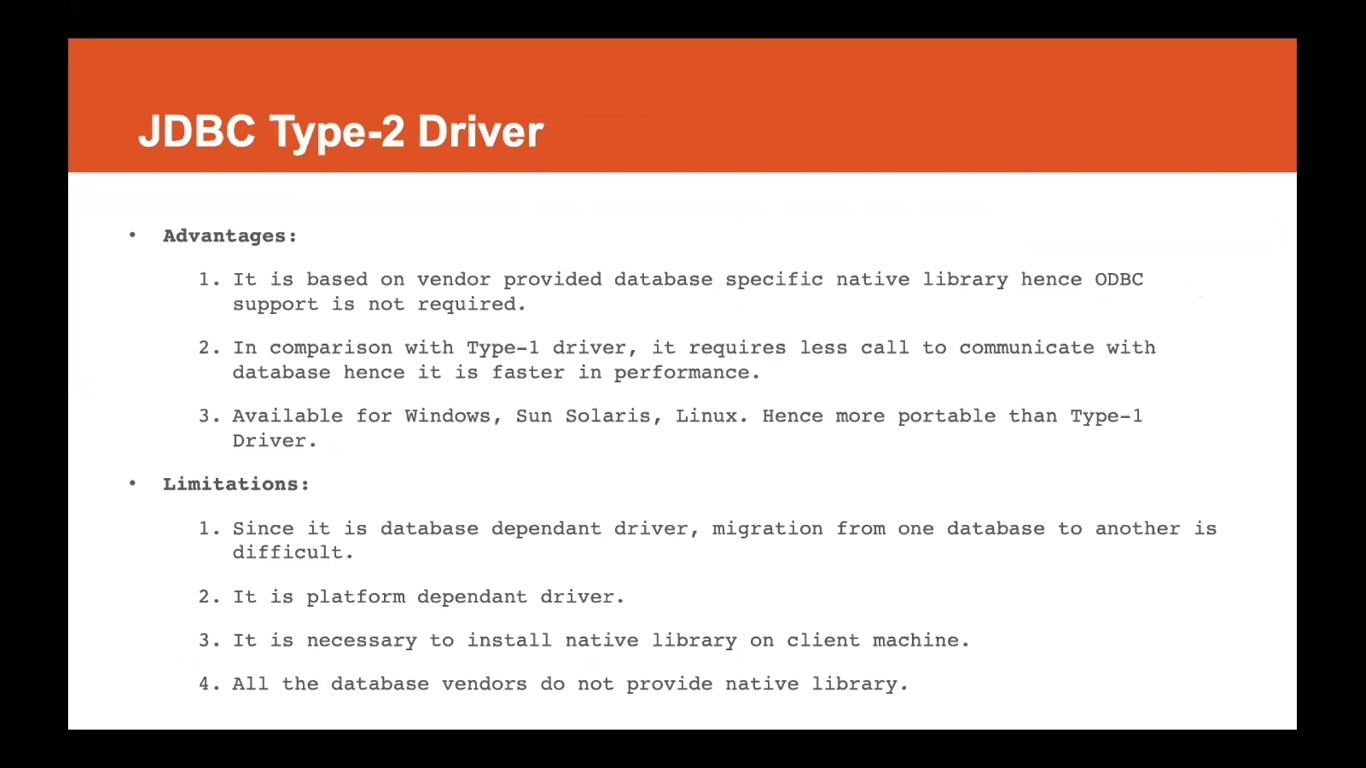 JDBC Type-2 Driver
• Advantages:
1. It is based on vendor provided database specific native library hence ODBC
support is not required.
2. In comparison with Type-1 driver, it requires less call to communicate with
database hence it is faster in performance.
3. Available for Windows, Sun Solaris, Linux. Hence more portable than Type-1
Driver.
• Limitations:
1. Since it is database dependant driver, migration from one database to another is
difficult.
2. It is platform dependant driver.
3. It is necessary to install native library on client machine.
4. All the database vendors do not provide native library.